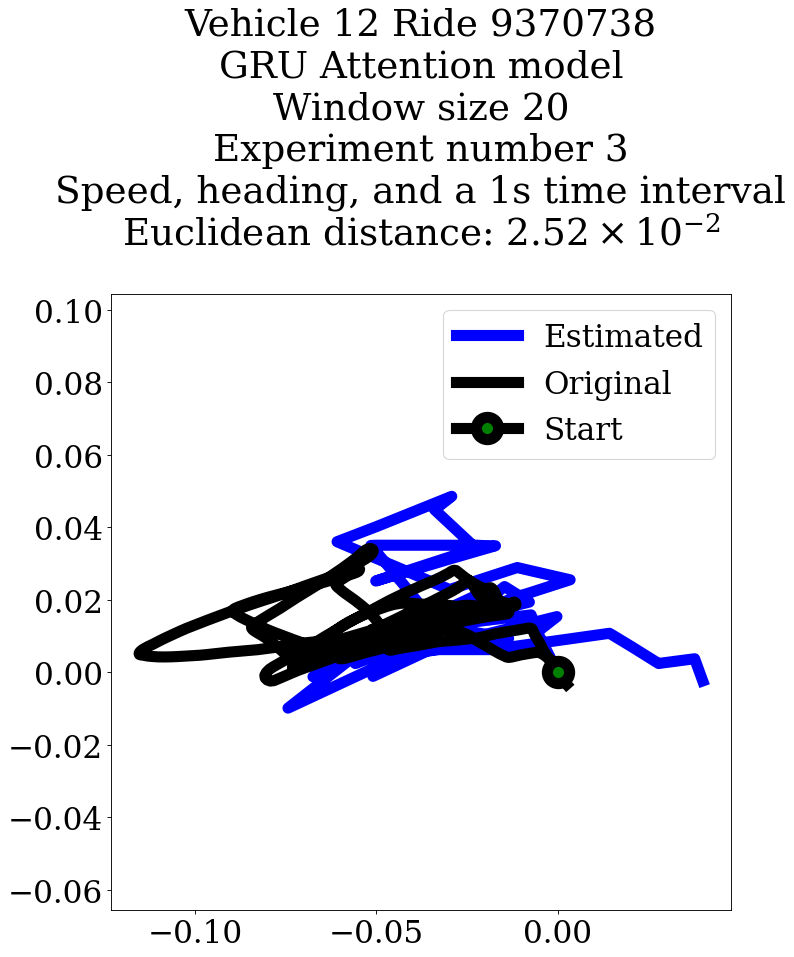 Vehicle 12 Ride 9370738
GRU Attention model
Window size 20
Experiment number 3
Speed, heading, and a 1s time interval
Euclidean distance: 2.52 × 10⁻²
0.10
0.08
0.06
0.04
0.02
0.00
−0.02
−0.04
−0.06
Estimated
Original
Start
−0.10
−0.05
0.00